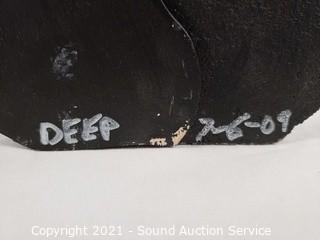 DEEP 7-6-09
Copyright 2021 - Sound Auction Service